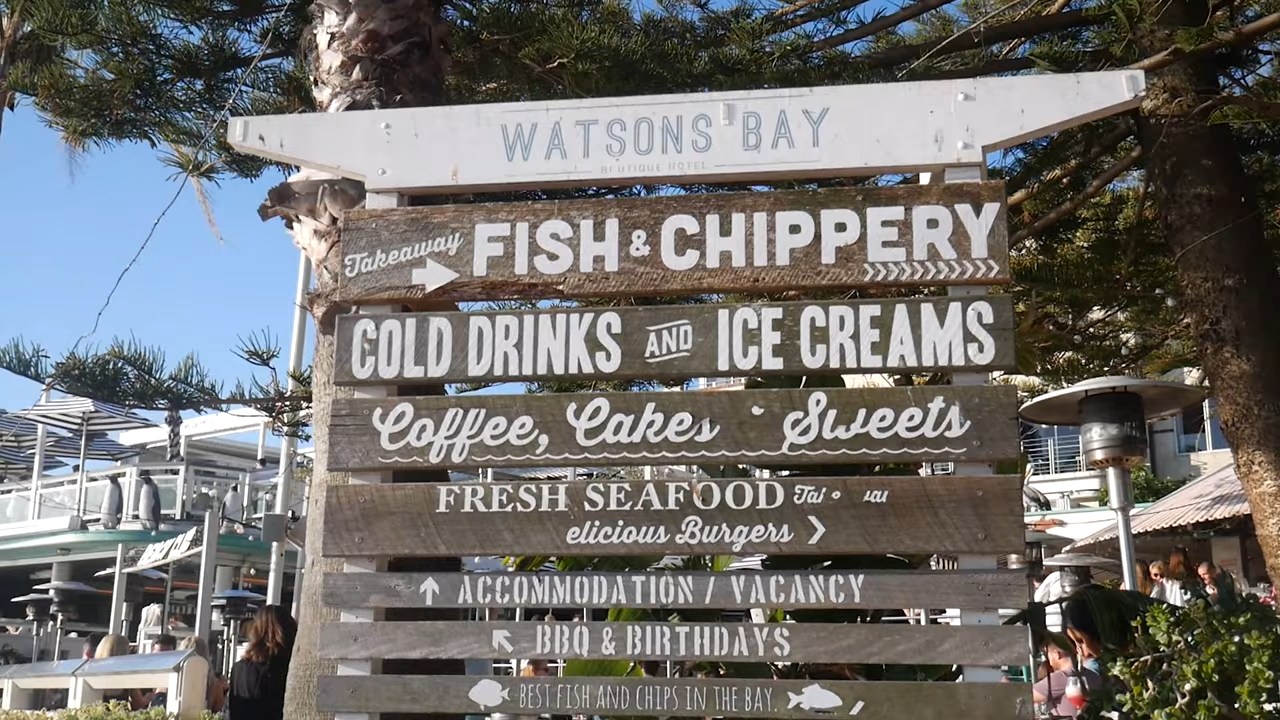 WATSONS BAY
BOUTIQUE HOTEL
Takeaway FISH & CHIPPERY
COLD DRINKS AND ICE CREAMS
Coffee, Cakes Sweets
FRESH SEAFOOD
elicious Burgers
ACCOMMODATION / VACANCY
BBQ & BIRTHDAYS
BEST FISH AND CHIPS IN THE BAY.